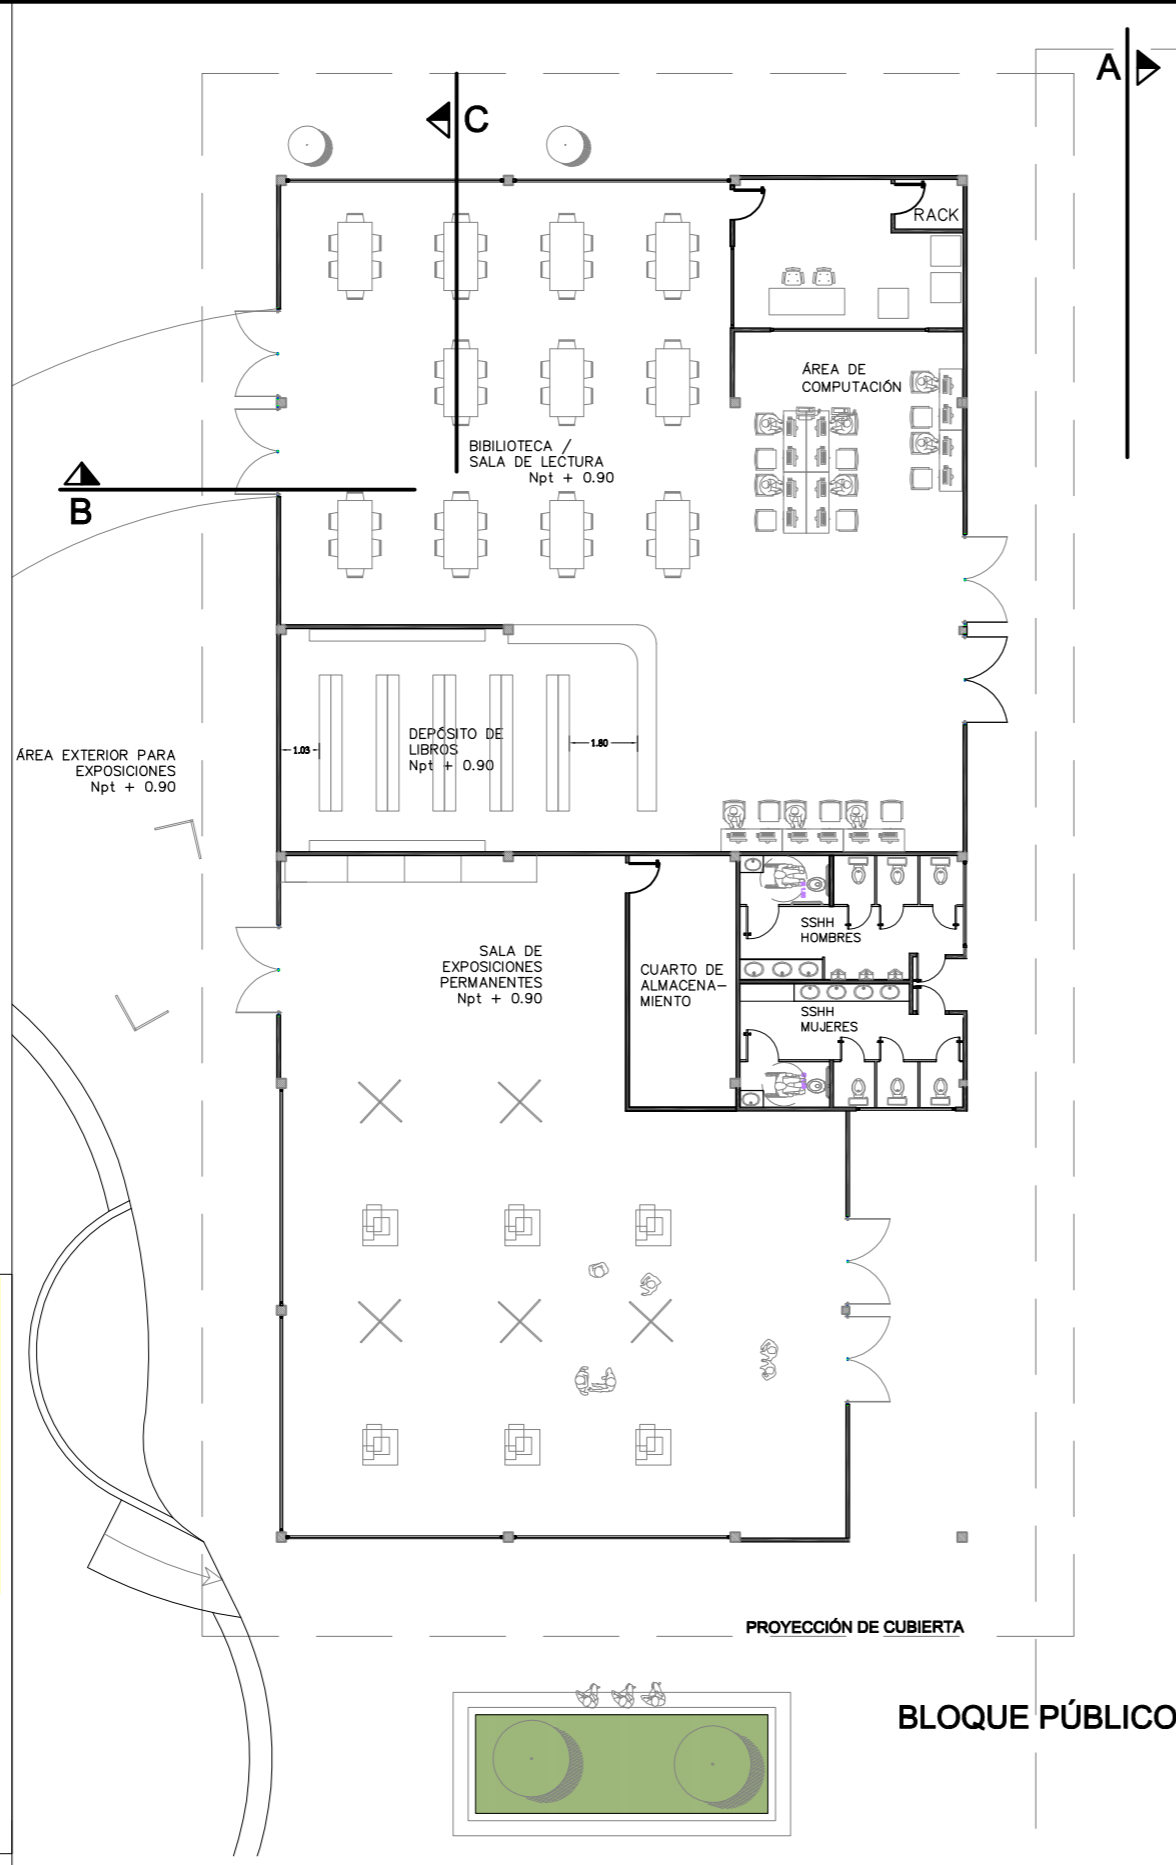 A
C
RACK
ÁREA DE
COMPUTACIÓN
BIBILIOTECA /
SALA DE LECTURA
Npt + 0.90
B
DEPÓSITO DE
LIBROS
Npt + 0.90
1.03
1.80
ÁREA EXTERIOR PARA
EXPOSICIONES
Npt + 0.90
SSHH
HOMBRES
SALA DE
EXPOSICIONES
PERMANENTES
Npt + 0.90
CUARTO DE
ALMACENA-
MIENTO
SSHH
MUJERES
PROYECCIÓN DE CUBIERTA
BLOQUE PÚBLICO